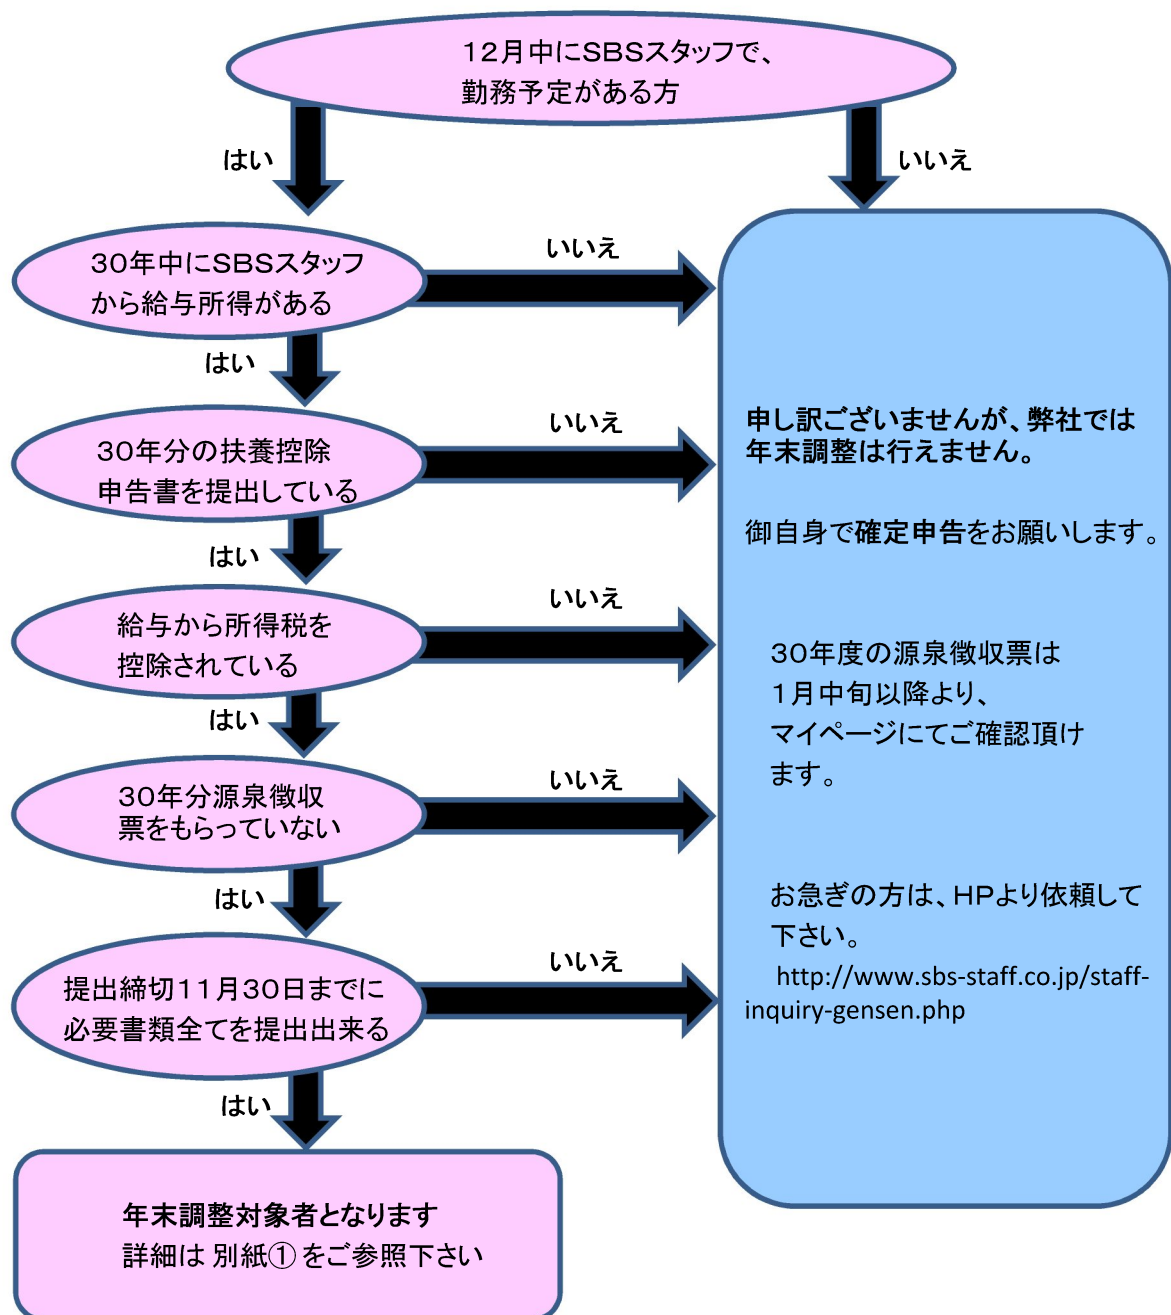 12月中にSBSスタッフで、
勤務予定がある方
はい
いいえ
30年中にSBSスタッフ
から給与所得がある
いいえ
はい
30年分の扶養控除
申告書を提出している
いいえ
はい
給与から所得税を
控除されている
いいえ
はい
30年分源泉徴収
票をもらっていない
いいえ
はい
提出締切11月30日までに
必要書類全てを提出出来る
いいえ
はい
年末調整対象者となります
詳細は 別紙① をご参照下さい
申し訳ございませんが、弊社では
年末調整は行えません。
御自身で確定申告をお願いします。
30年度の源泉徴収票は
1月中旬以降より、
マイページにてご確認頂け
ます。
お急ぎの方は、HPより依頼して
下さい。
http://www.sbs-staff.co.jp/staff-
inquiry-gensen.php